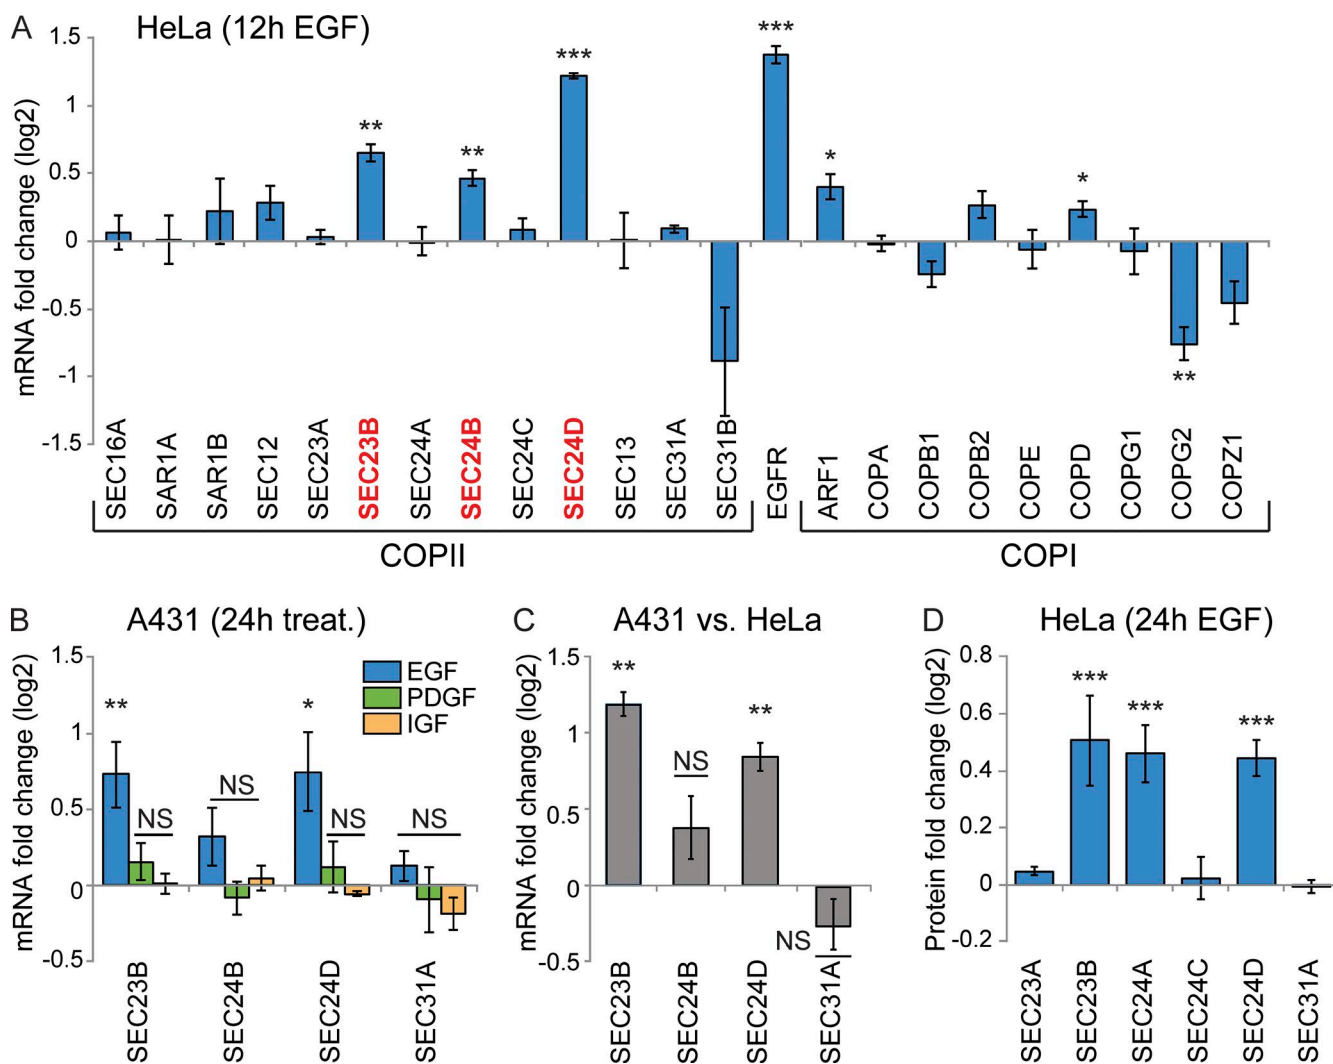 A HeLa (12h EGF)
mRNA fold change (log2)
1.5
1
0.5
0
-0.5
-1
-1.5
***
***
**
**
*
*
**
SEC16A SAR1A SAR1B SEC12 SEC23A SEC23B SEC24A SEC24B SEC24C SEC24D SEC13 SEC31A SEC31B EGFR ARF1 COPA COPB1 COPB2 COPE COPD COPG1 COPG2 COPZ1
COPII COPI
B A431 (24h treat.)
mRNA fold change (log2)
1.5
1
0.5
0
-0.5
EGF
PDGF
IGF
** *
NS
NS NS NS
SEC23B SEC24B SEC24D SEC31A
C A431 vs. HeLa
mRNA fold change (log2)
1.5
1
0.5
0
-0.5
**
**
NS
NS
SEC23B SEC24B SEC24D SEC31A
D HeLa (24h EGF)
Protein fold change (log2)
0.8
0.6
0.4
0.2
0
-0.2
***
***
***
SEC23A SEC23B SEC24A SEC24C SEC24D SEC31A